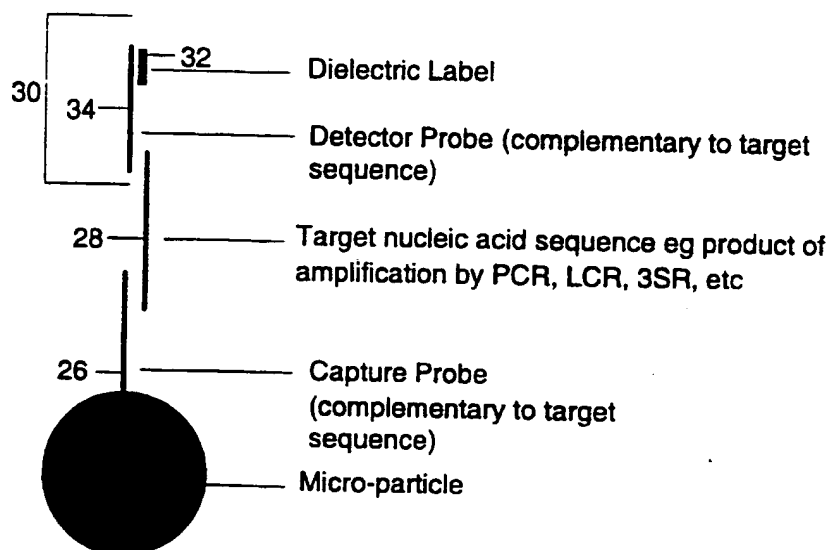 32
Dielectric Label
30
34
Detector Probe (complementary to target
sequence)
28
Target nucleic acid sequence eg product of
amplification by PCR, LCR, 3SR, etc
26
Capture Probe
(complementary to target
sequence)
Micro-particle